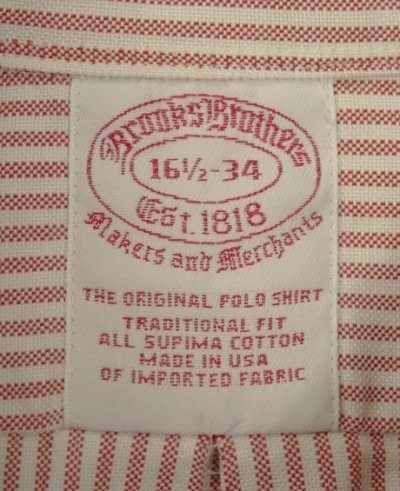 Brooks Brothers
16½-34
Est. 1818
Makers and Merchants
THE ORIGINAL POLO SHIRT
TRADITIONAL FIT
ALL SUPIMA COTTON
MADE IN USA
OF IMPORTED FABRIC